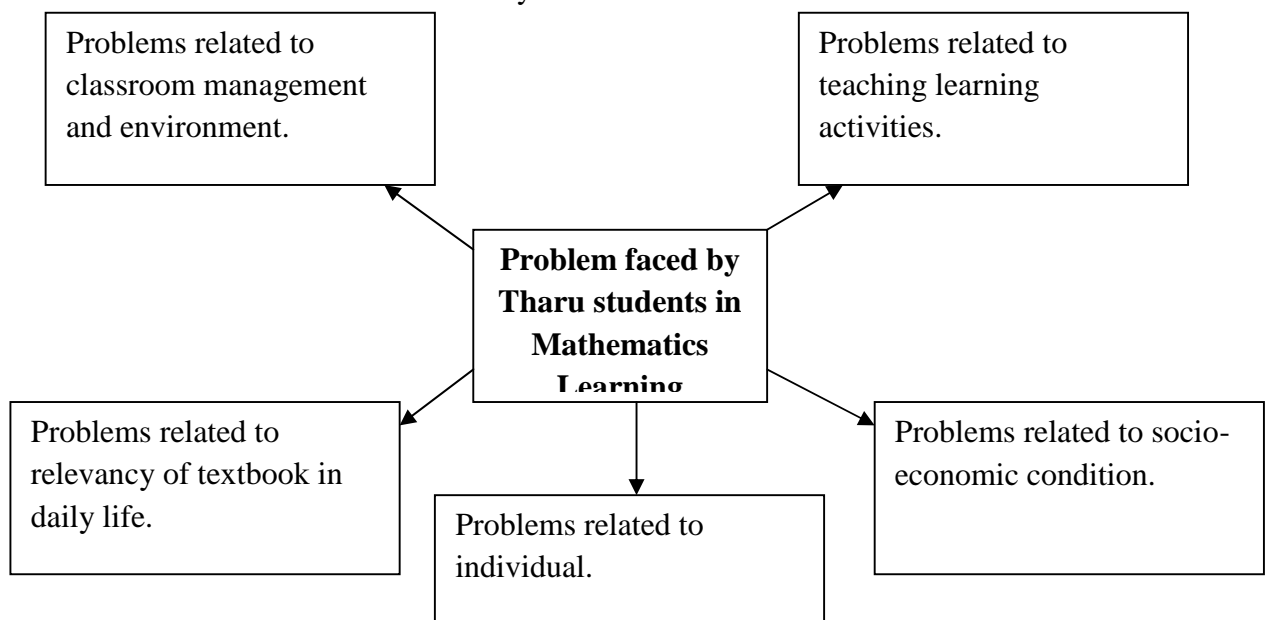 Problems related to
classroom management
and environment.
Problems related to
teaching learning
activities.
Problem faced by
Tharu students in
Mathematics
Learning
Problems related to
relevancy of textbook in
daily life.
Problems related to
individual.
Problems related to socio-
economic condition.